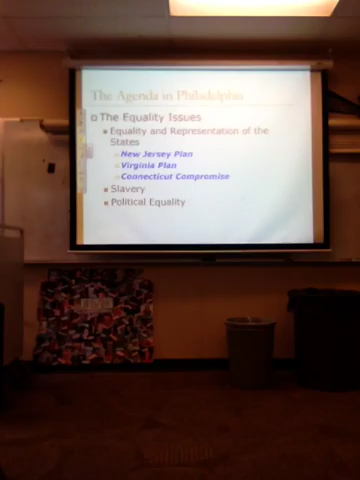 The Agenda in Philadelphia
The Equality Issues
Equality and Representation of the
States
New Jersey Plan
Virginia Plan
Connecticut Compromise
Slavery
Political Equality